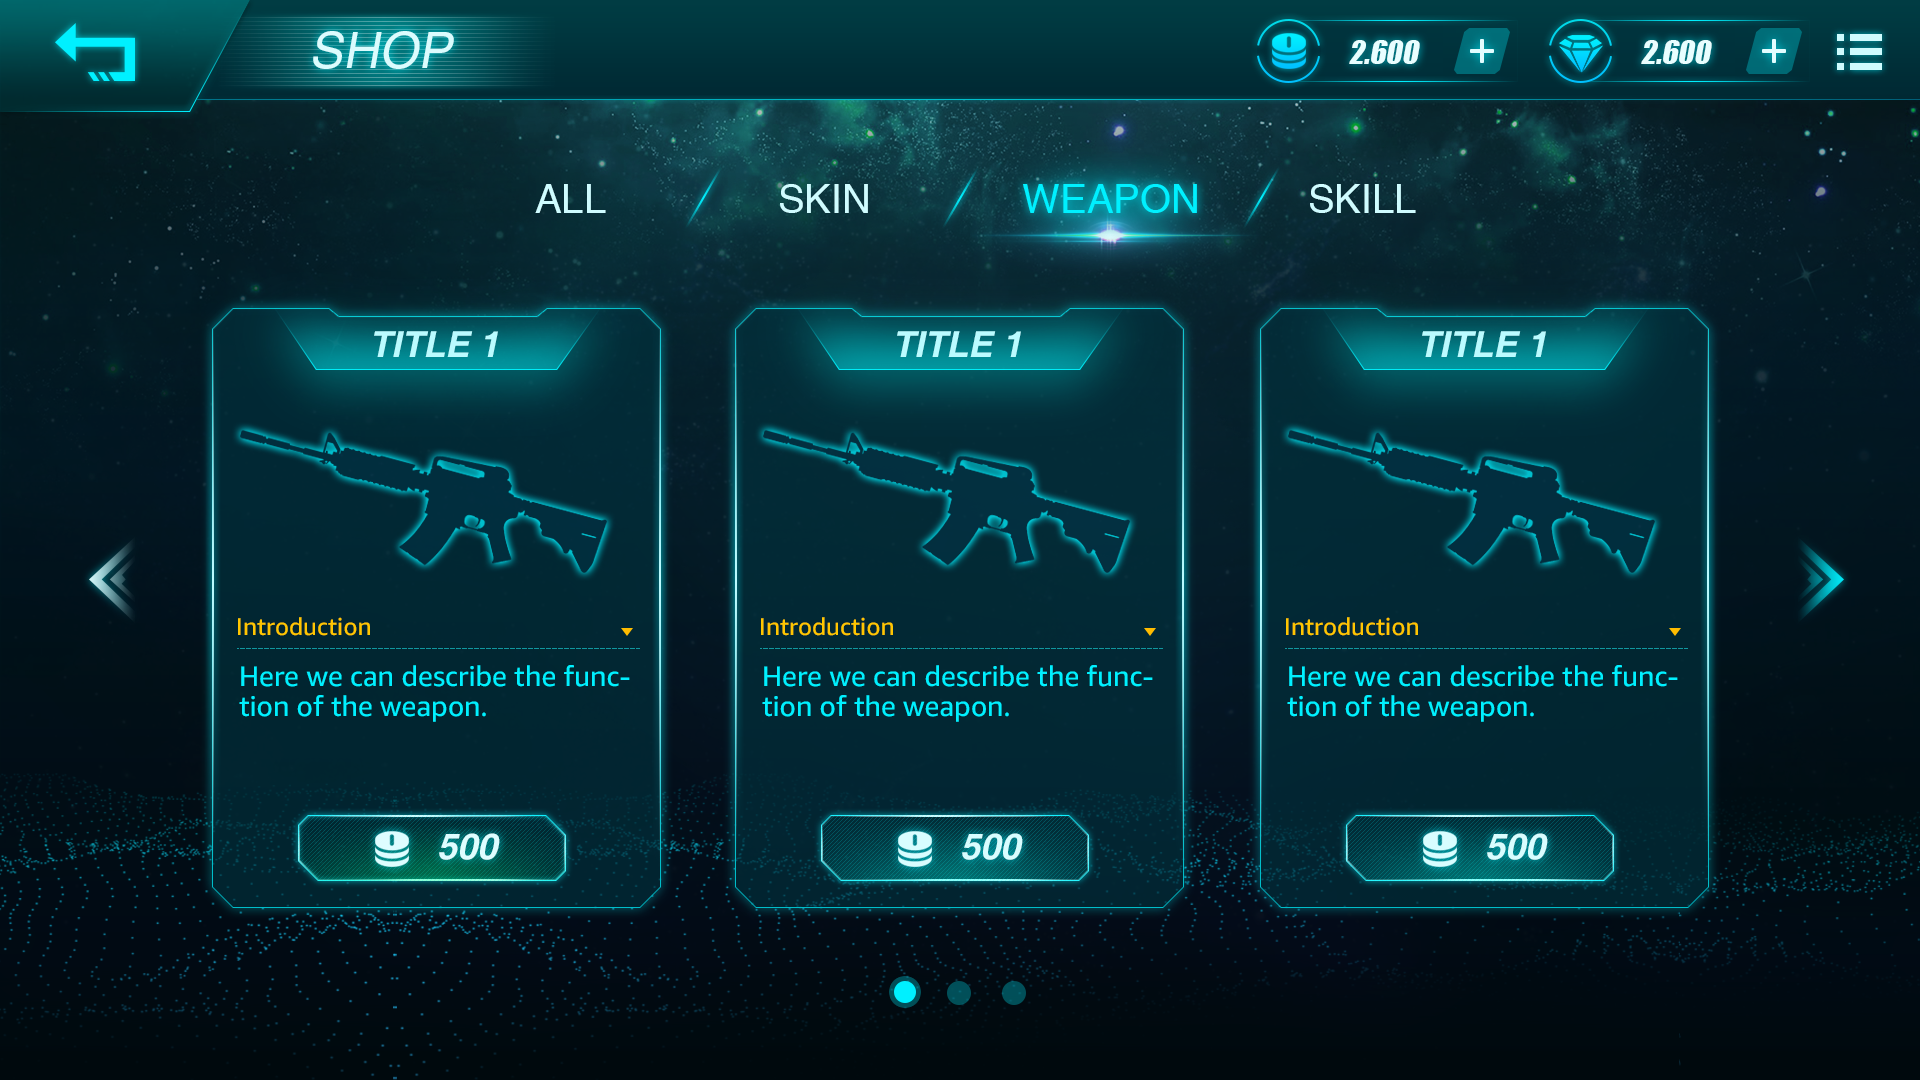 SHOP
2.600
2.600
ALL
SKIN
WEAPON
SKILL
TITLE 1
Introduction
Here we can describe the func-
tion of the weapon.
500
TITLE 1
Introduction
Here we can describe the func-
tion of the weapon.
500
TITLE 1
Introduction
Here we can describe the func-
tion of the weapon.
500